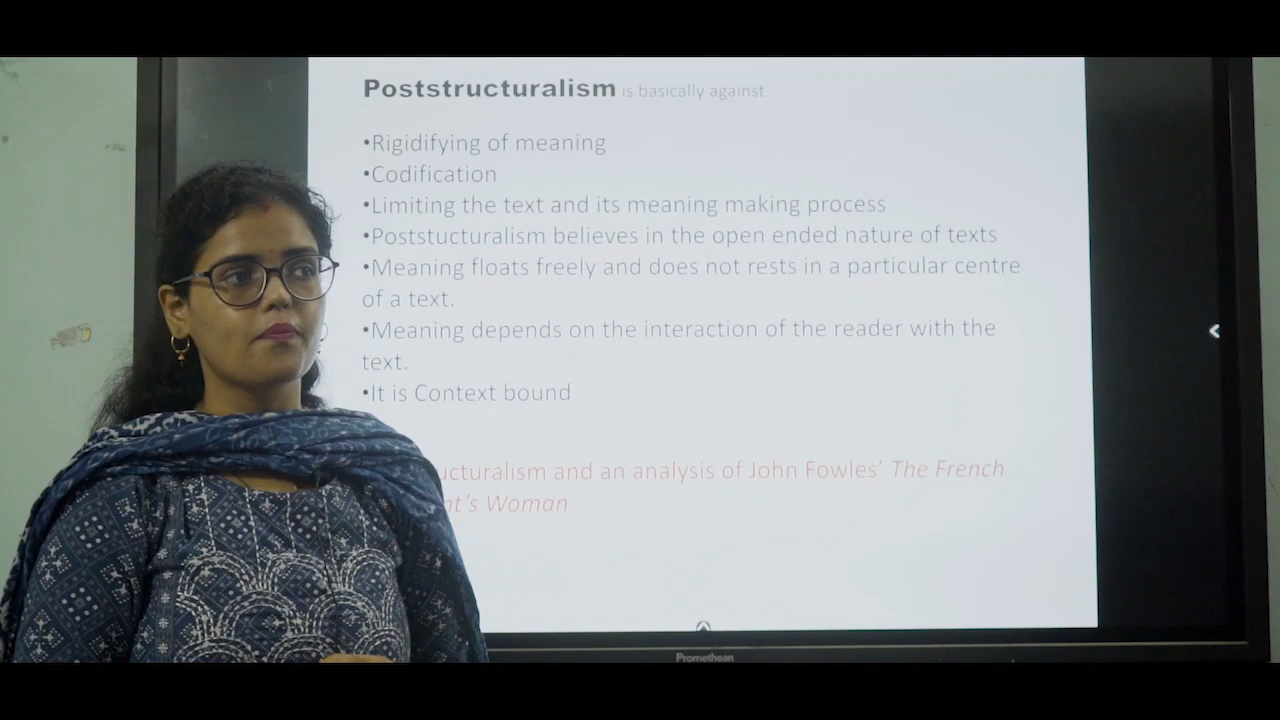 Poststructuralism is basically against
•Rigidifying of meaning
•Codification
•Limiting the text and its meaning making process
•Poststucturalism believes in the open ended nature of texts
•Meaning floats freely and does not rests in a particular centre
of a text.
•Meaning depends on the interaction of the reader with the
text.
•It is Context bound
ucturalism and an analysis of John Fowles’ The French
nt’s Woman
Promethean